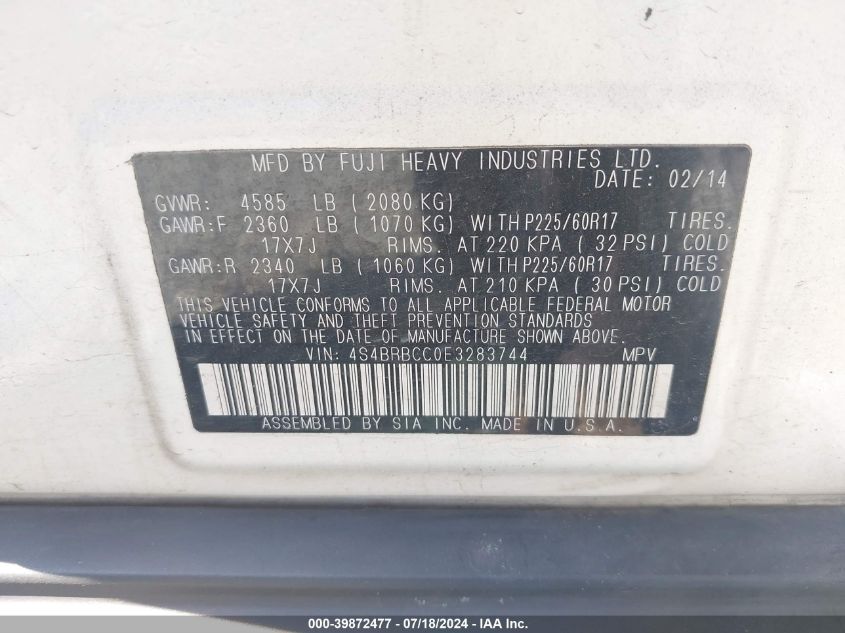 MFD BY FUJI HEAVY INDUSTRIES LTD.
DATE: 02/14
GVWR: 4585 LB ( 2080 KG)
GAWR:F 2360 LB ( 1070 KG) WITH P225/60R17 TIRES.
17X7J RIMS. AT 220 KPA ( 32 PSI) COLD
GAWR:R 2340 LB ( 1060 KG) WITH P225/60R17 TIRES.
17X7J RIMS. AT 210 KPA ( 30 PSI) COLD
THIS VEHICLE CONFORMS TO ALL APPLICABLE FEDERAL MOTOR
VEHICLE SAFETY AND THEFT PREVENTION STANDARDS
IN EFFECT ON THE DATE OF MANUFACTURE SHOWN ABOVE.
VIN: 4S4BRBCC0E3283744 MPV
ASSEMBLED BY SIA INC. MADE IN U.S.A.
000-39872477 - 07/18/2024 - IAA Inc.